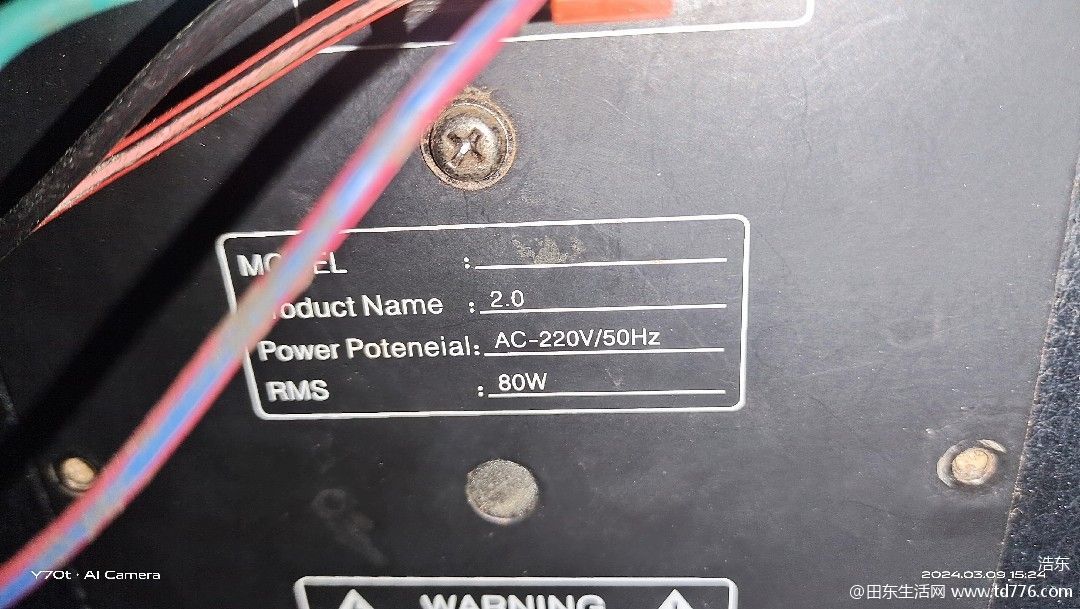 :
Product Name : 2.0
Power Poteneial: AC-220V/50Hz
RMS : 80W
WARNING
Y70t · AI Camera
浩东
2024.03.09 15:24
@田东生活网 www.td776.com